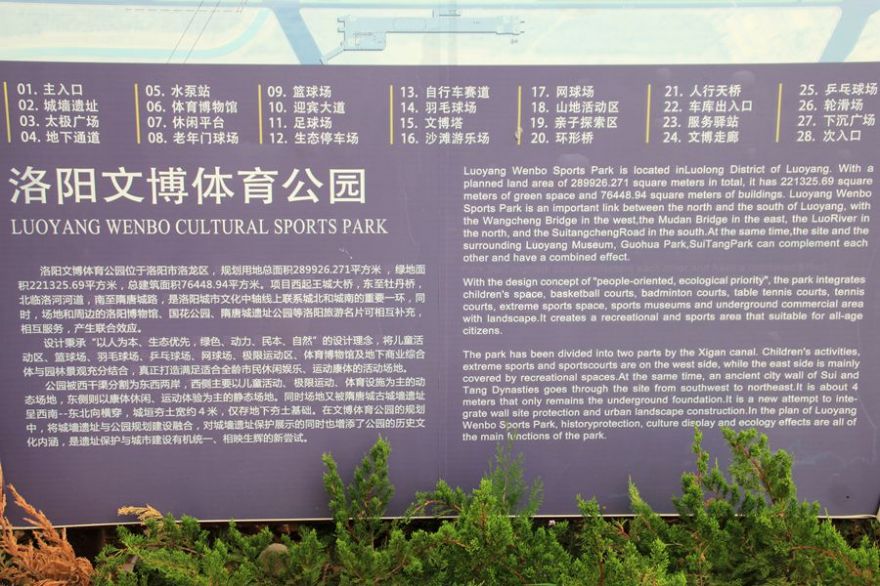 01. 主入口
02. 城墙遗址
03. 太极广场
04. 地下通道
05. 水泵站
06. 体育博物馆
07. 休闲平台
08. 老年门球场
09. 篮球场
10. 迎宾大道
11. 足球场
12. 生态停车场
13. 自行车赛道
14. 羽毛球场
15. 文博塔
16. 沙滩游乐场
17. 网球场
18. 山地活动区
19. 亲子探索区
20. 环形桥
21. 人行天桥
22. 车库出入口
23. 服务驿站
24. 文博走廊
25. 乒乓球场
26. 轮滑场
27. 下沉广场
28. 次入口
洛阳文博体育公园
LUOYANG WENBO CULTURAL SPORTS PARK
洛阳文博体育公园位于洛阳市洛龙区，规划用地总面积289926.271平方米，绿地面
积221325.69平方米，总建筑面积76448.94平方米。项目西起王城大桥，东至牡丹桥，
北临洛河河道，南至隋唐城路，是洛阳城市文化中轴线上联系城北和城南的重要一环，同
时，场地和周边的洛阳博物馆、国花公园、隋唐城遗址公园等洛阳旅游名片可相互补充，
相互服务，产生联合效应。
设计秉承“以人为本、生态优先，绿色、动力、民本、自然”的设计理念，将儿童活
动区、篮球场、羽毛球场、乒乓球场、网球场、极限运动区、体育博物馆及地下商业综合
体与园林景观充分结合，真正打造满足适合全龄市民休闲娱乐、运动康体的活动场地。
公园被西干渠分割为东西两岸，西侧主要以儿童活动、极限运动、体育设施为主的动
态场地，东侧则以康体休闲、运动体验为主的静态场地。同时场地又被隋唐城古城墙遗址
呈西南--东北向横穿，城垣夯土宽约４米，仅存地下夯土基础。在文博体育公园的规划
中，将城墙遗址与公园规划建设融合，对城墙遗址保护展示的同时也增添了公园的历史文
化内涵，是遗址保护与城市建设有机统一、相映生辉的新尝试。
Luoyang Wenbo Sports Park is located inLuolong District of Luoyang. With a
planned land area of 289926.271 square meters in total, it has 221325.69 square
meters of green space and 76448.94 square meters of buildings. Luoyang Wenbo
Sports Park is an important link between the north and the south of Luoyang, with
the Wangcheng Bridge in the west,the Mudan Bridge in the east, the LuoRiver in
the north, and the SuitangchengRoad in the south.At the same time,the site and the
surrounding Luoyang Museum, Guohua Park,SuiTangPark can complement each
other and have a combined effect.
With the design concept of "people-oriented, ecological priority", the park integrates
children's space, basketball courts, badminton courts, table tennis courts, tennis
courts, extreme sports space, sports museums and underground commercial area
with landscape.It creates a recreational and sports area that suitable for all-age
citizens.
The park has been divided into two parts by the Xigan canal. Children's activities,
extreme sports and sportscourts are on the west side, while the east side is mainly
covered by recreational spaces.At the same time, an ancient city wall of Sui and
Tang Dynasties goes through the site from southwest to northeast.It is about 4
meters that only remains the underground foundation.It is a new attempt to inte-
grate wall site protection and urban landscape construction.In the plan of Luoyang
Wenbo Sports Park, historyprotection, culture display and ecology effects are all of
the main functions of the park.